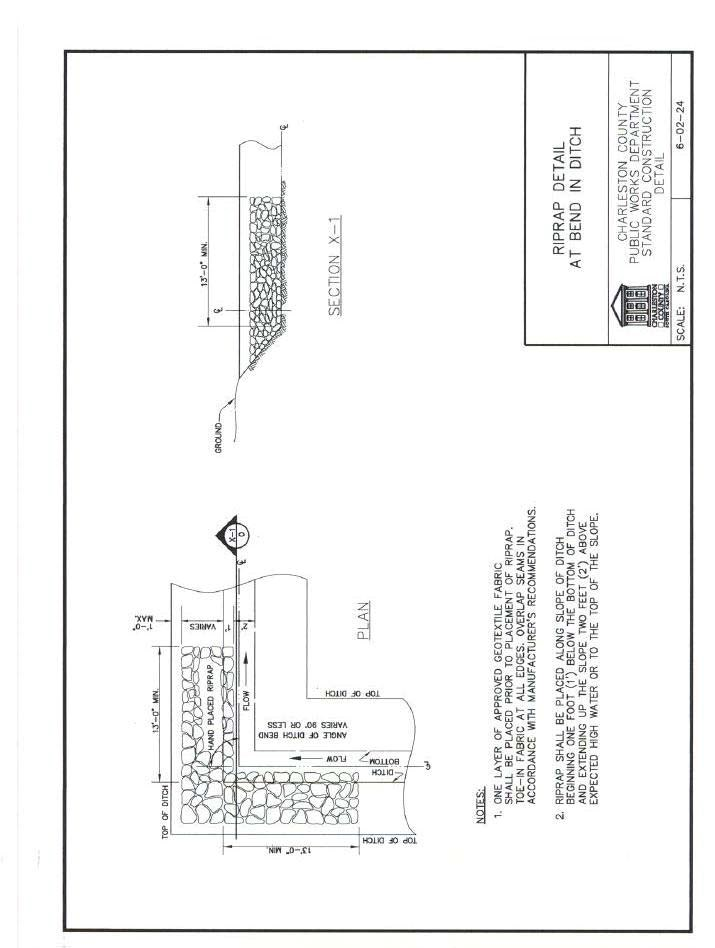 TOP OF DITCH
13'-0" MIN.
1'-0"
MAX.
HAND PLACED RIPRAP
VARIES
1'
2'
FLOW
X-1
0
℄
TOP OF DITCH
ANGLE OF DITCH BEND
VARIES 90° OR LESS
FLOW
DITCH
BOTTOM
℄
13'-0" MIN.
TOP OF DITCH
PLAN
GROUND
13'-0" MIN.
℄
℄
SECTION X-1
NOTES:
1. ONE LAYER OF APPROVED GEOTEXTILE FABRIC
SHALL BE PLACED PRIOR TO PLACEMENT OF RIPRAP.
TOE-IN FABRIC AT ALL EDGES. OVERLAP SEAMS IN
ACCORDANCE WITH MANUFACTURER'S RECOMMENDATIONS.
2. RIPRAP SHALL BE PLACED ALONG SLOPE OF DITCH
BEGINNING ONE FOOT (1') BELOW THE BOTTOM OF DITCH
AND EXTENDING UP THE SLOPE TWO FEET (2') ABOVE
EXPECTED HIGH WATER OR TO THE TOP OF THE SLOPE.
RIPRAP DETAIL
AT BEND IN DITCH
CHARLESTON
COUNTY
CHARLESTON COUNTY
PUBLIC WORKS DEPARTMENT
STANDARD CONSTRUCTION
DETAIL
SCALE: N.T.S.
6-02-24